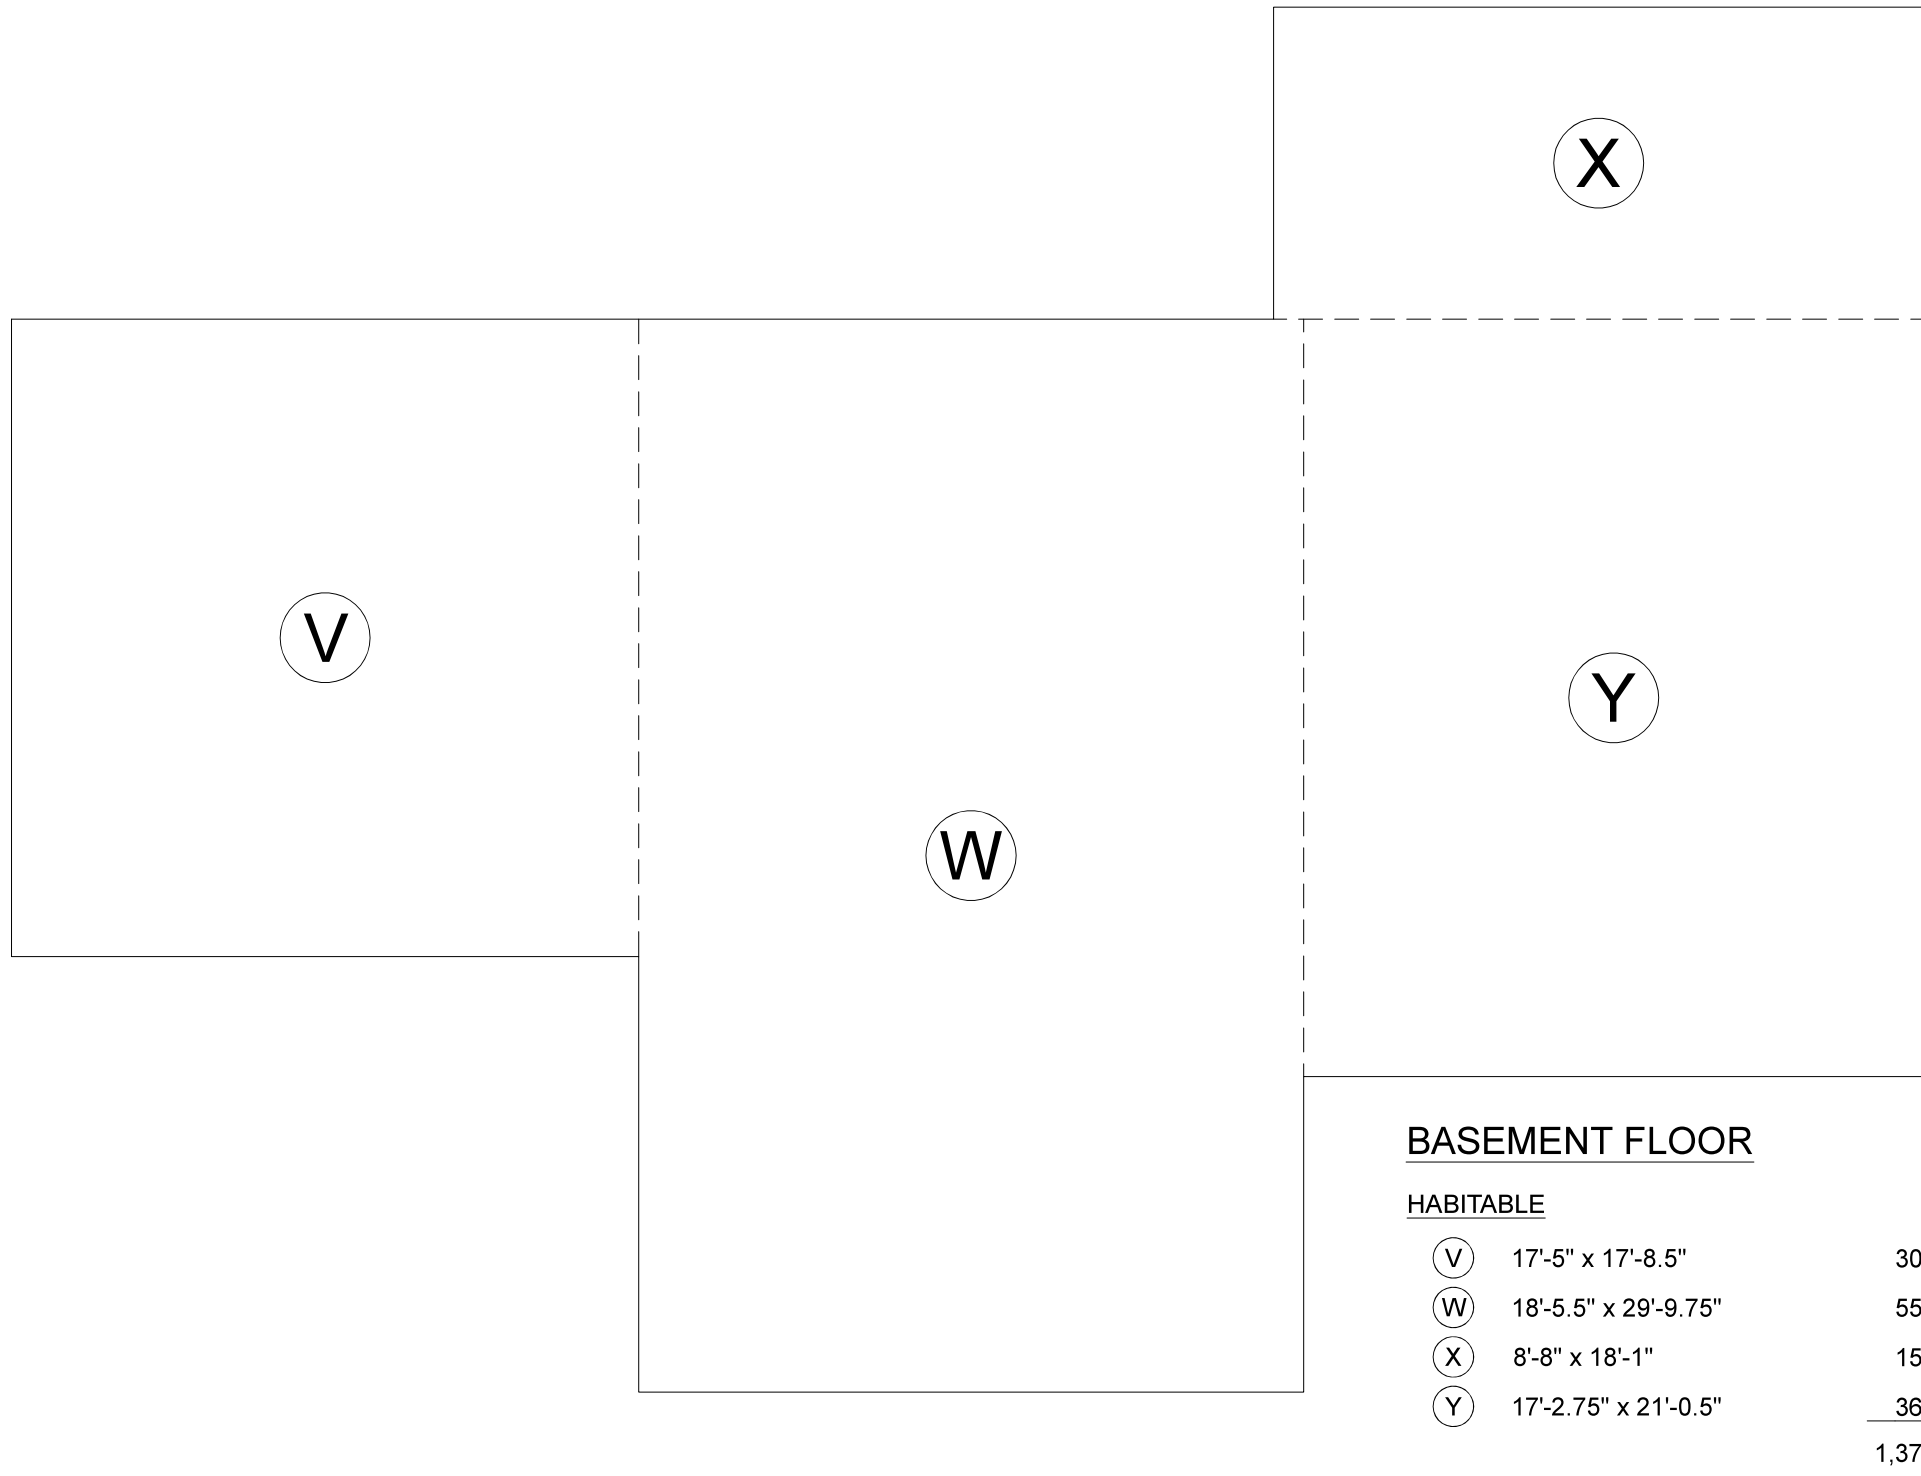 X
V
Y
W
BASEMENT FLOOR
HABITABLE
V 17'-5" x 17'-8.5" 30
W 18'-5.5" x 29'-9.75" 55
X 8'-8" x 18'-1" 15
Y 17'-2.75" x 21'-0.5" 36
1,37